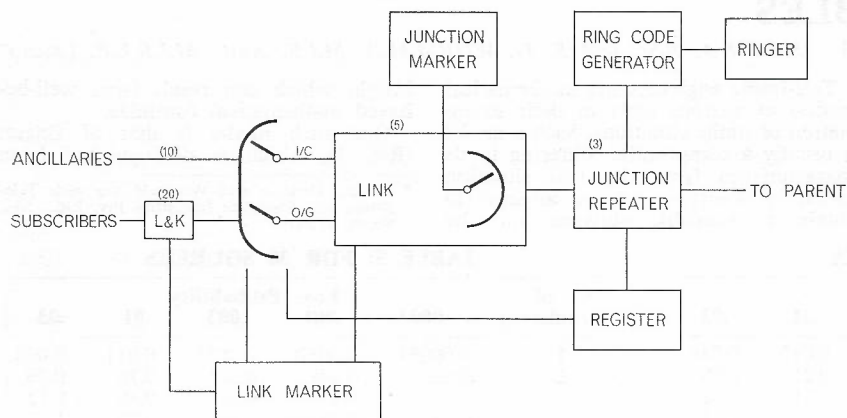 BLES
JUNCTION
MARKER
RING CODE
GENERATOR
RINGER
(5)
(3)
ANCILLARIES
(10)
I/C
LINK
JUNCTION
REPEATER
TO PARENT
(20)
SUBSCRIBERS
L&K
O/G
REGISTER
LINK MARKER